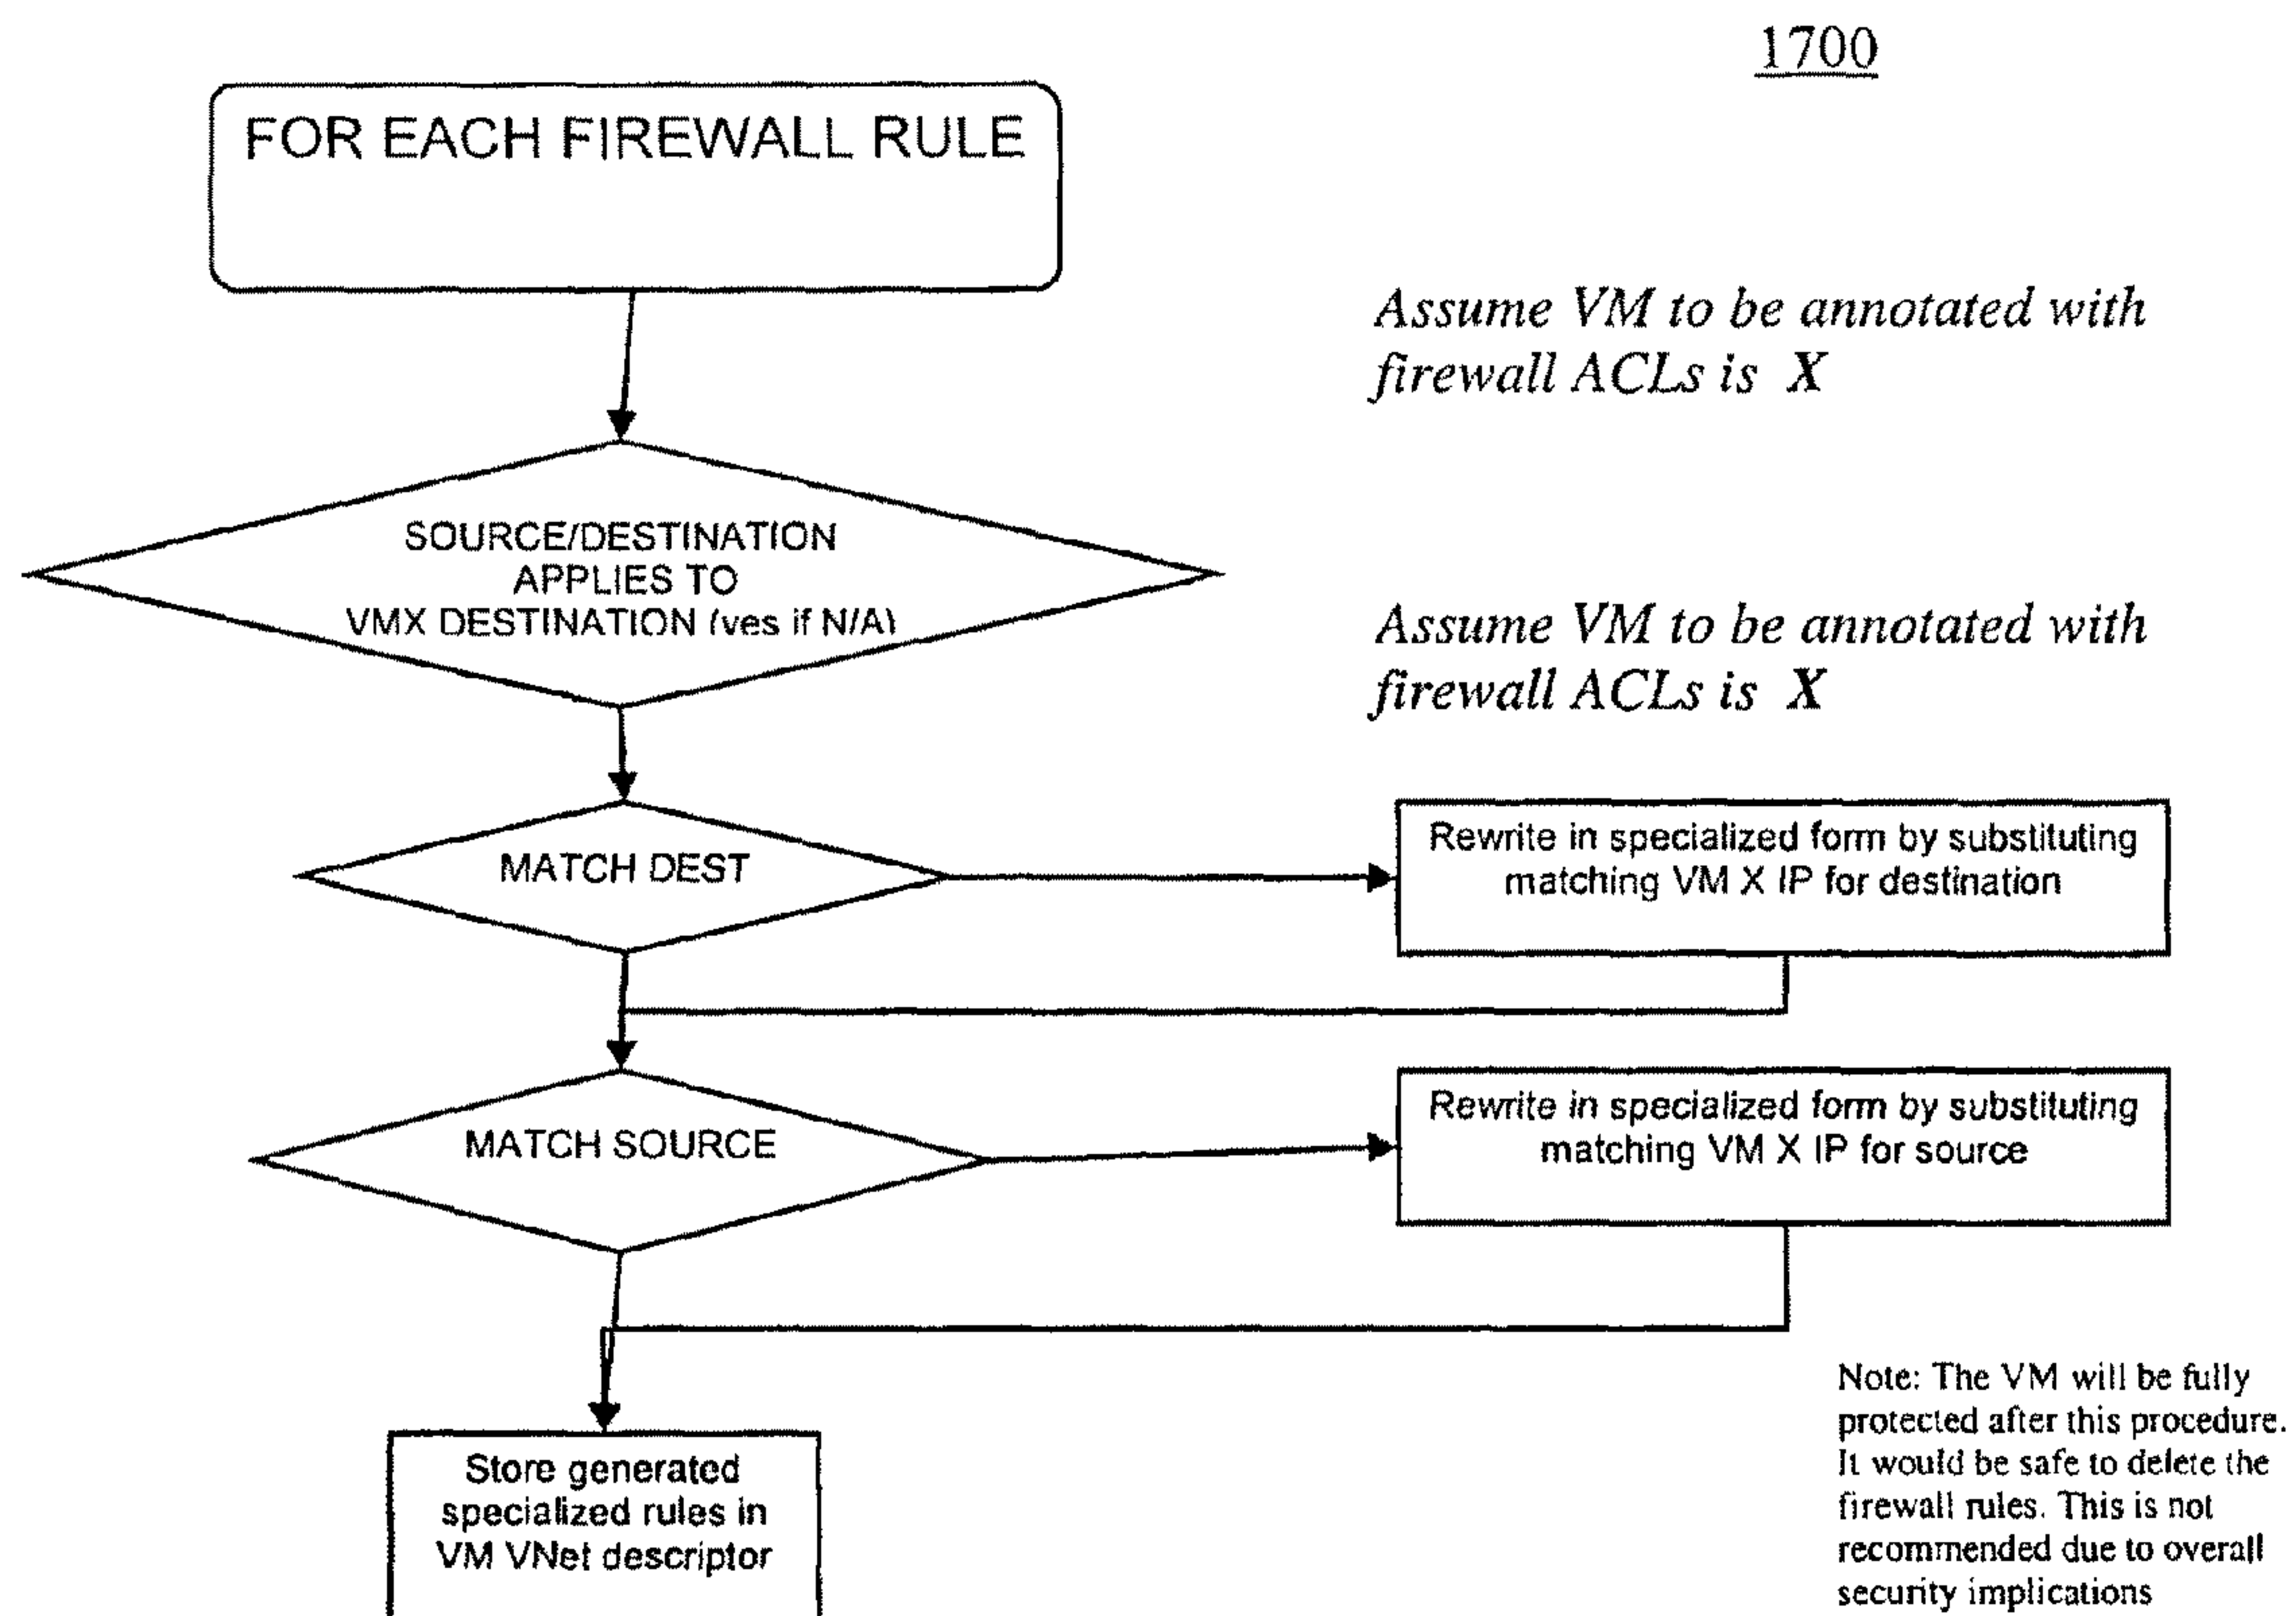 1700
FOR EACH FIREWALL RULE
Assume VM to be annotated with
firewall ACLs is X
SOURCE/DESTINATION
APPLIES TO
VMX DESTINATION (yes if N/A)
Assume VM to be annotated with
firewall ACLs is X
MATCH DEST
Rewrite in specialized form by substituting
matching VM X IP for destination
MATCH SOURCE
Rewrite in specialized form by substituting
matching VM X IP for source
Store generated
specialized rules in
VM VNet descriptor
Note: The VM will be fully
protected after this procedure.
It would be safe to delete the
firewall rules. This is not
recommended due to overall
security implications